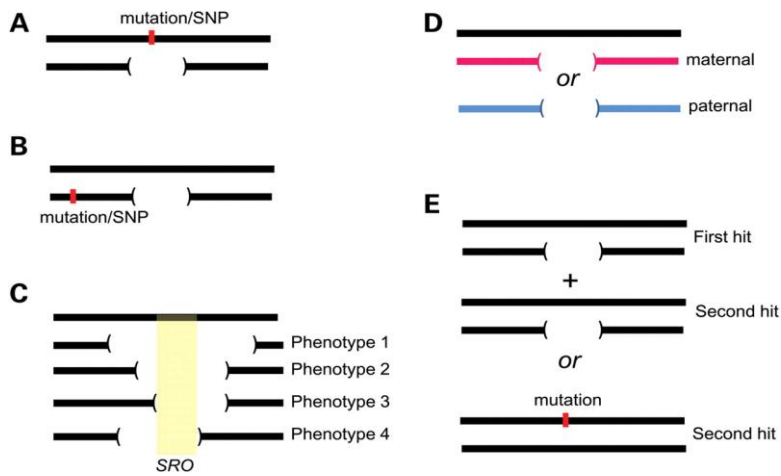 A
mutation/SNP
B
mutation/SNP
C
Phenotype 1
Phenotype 2
Phenotype 3
Phenotype 4
SRO
D
maternal
or
paternal
E
First hit
+
Second hit
or
mutation
Second hit